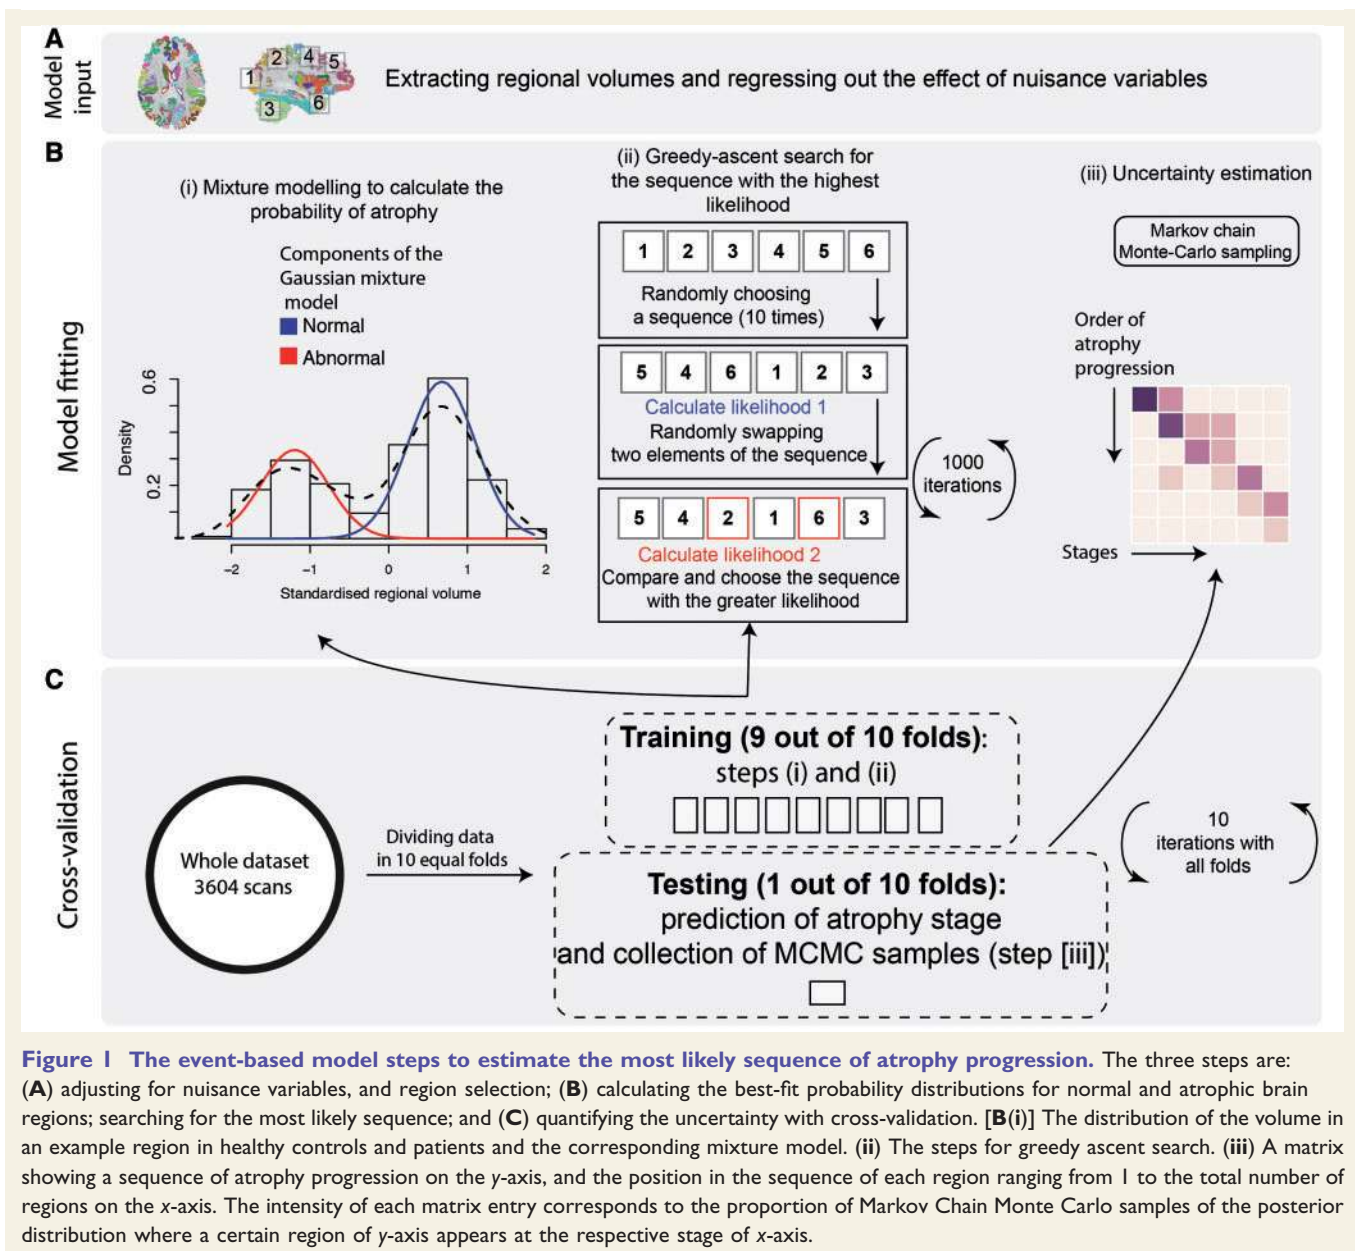 A
Model
input
1
2
4
5
3
6
Extracting regional volumes and regressing out the effect of nuisance variables
B
Model fitting
(i) Mixture modelling to calculate the
probability of atrophy
Components of the
Gaussian mixture
model
Normal
Abnormal
0.6
0.2
Density
−2
−1
0
1
2
Standardised regional volume
(ii) Greedy-ascent search for
the sequence with the highest
likelihood
1 2 3 4 5 6
Randomly choosing
a sequence (10 times)
5 4 6 1 2 3
Calculate likelihood 1
Randomly swapping
two elements of the sequence
5 4 2 1 6 3
Calculate likelihood 2
Compare and choose the sequence
with the greater likelihood
1000
iterations
(iii) Uncertainty estimation
Markov chain
Monte-Carlo sampling
Order of
atrophy
progression
Stages
C
Cross-validation
Whole dataset
3604 scans
Dividing data
in 10 equal folds
Training (9 out of 10 folds):
steps (i) and (ii)
Testing (1 out of 10 folds):
prediction of atrophy stage
and collection of MCMC samples (step [iii])
10
iterations with
all folds
Figure 1 The event-based model steps to estimate the most likely sequence of atrophy progression. The three steps are:
(A) adjusting for nuisance variables, and region selection; (B) calculating the best-fit probability distributions for normal and atrophic brain
regions; searching for the most likely sequence; and (C) quantifying the uncertainty with cross-validation. [B(i)] The distribution of the volume in
an example region in healthy controls and patients and the corresponding mixture model. (ii) The steps for greedy ascent search. (iii) A matrix
showing a sequence of atrophy progression on the y-axis, and the position in the sequence of each region ranging from 1 to the total number of
regions on the x-axis. The intensity of each matrix entry corresponds to the proportion of Markov Chain Monte Carlo samples of the posterior
distribution where a certain region of y-axis appears at the respective stage of x-axis.